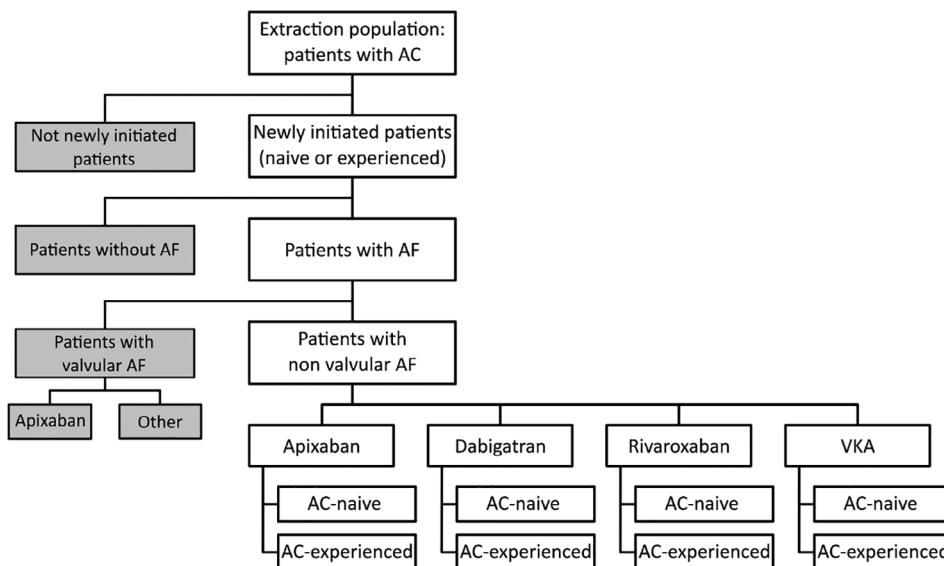 Extraction population:
patients with AC
Not newly initiated
patients
Newly initiated patients
(naive or experienced)
Patients without AF
Patients with AF
Patients with
valvular AF
Patients with
non valvular AF
Apixaban
Other
Apixaban
Dabigatran
Rivaroxaban
VKA
AC-naive
AC-naive
AC-naive
AC-naive
AC-experienced
AC-experienced
AC-experienced
AC-experienced